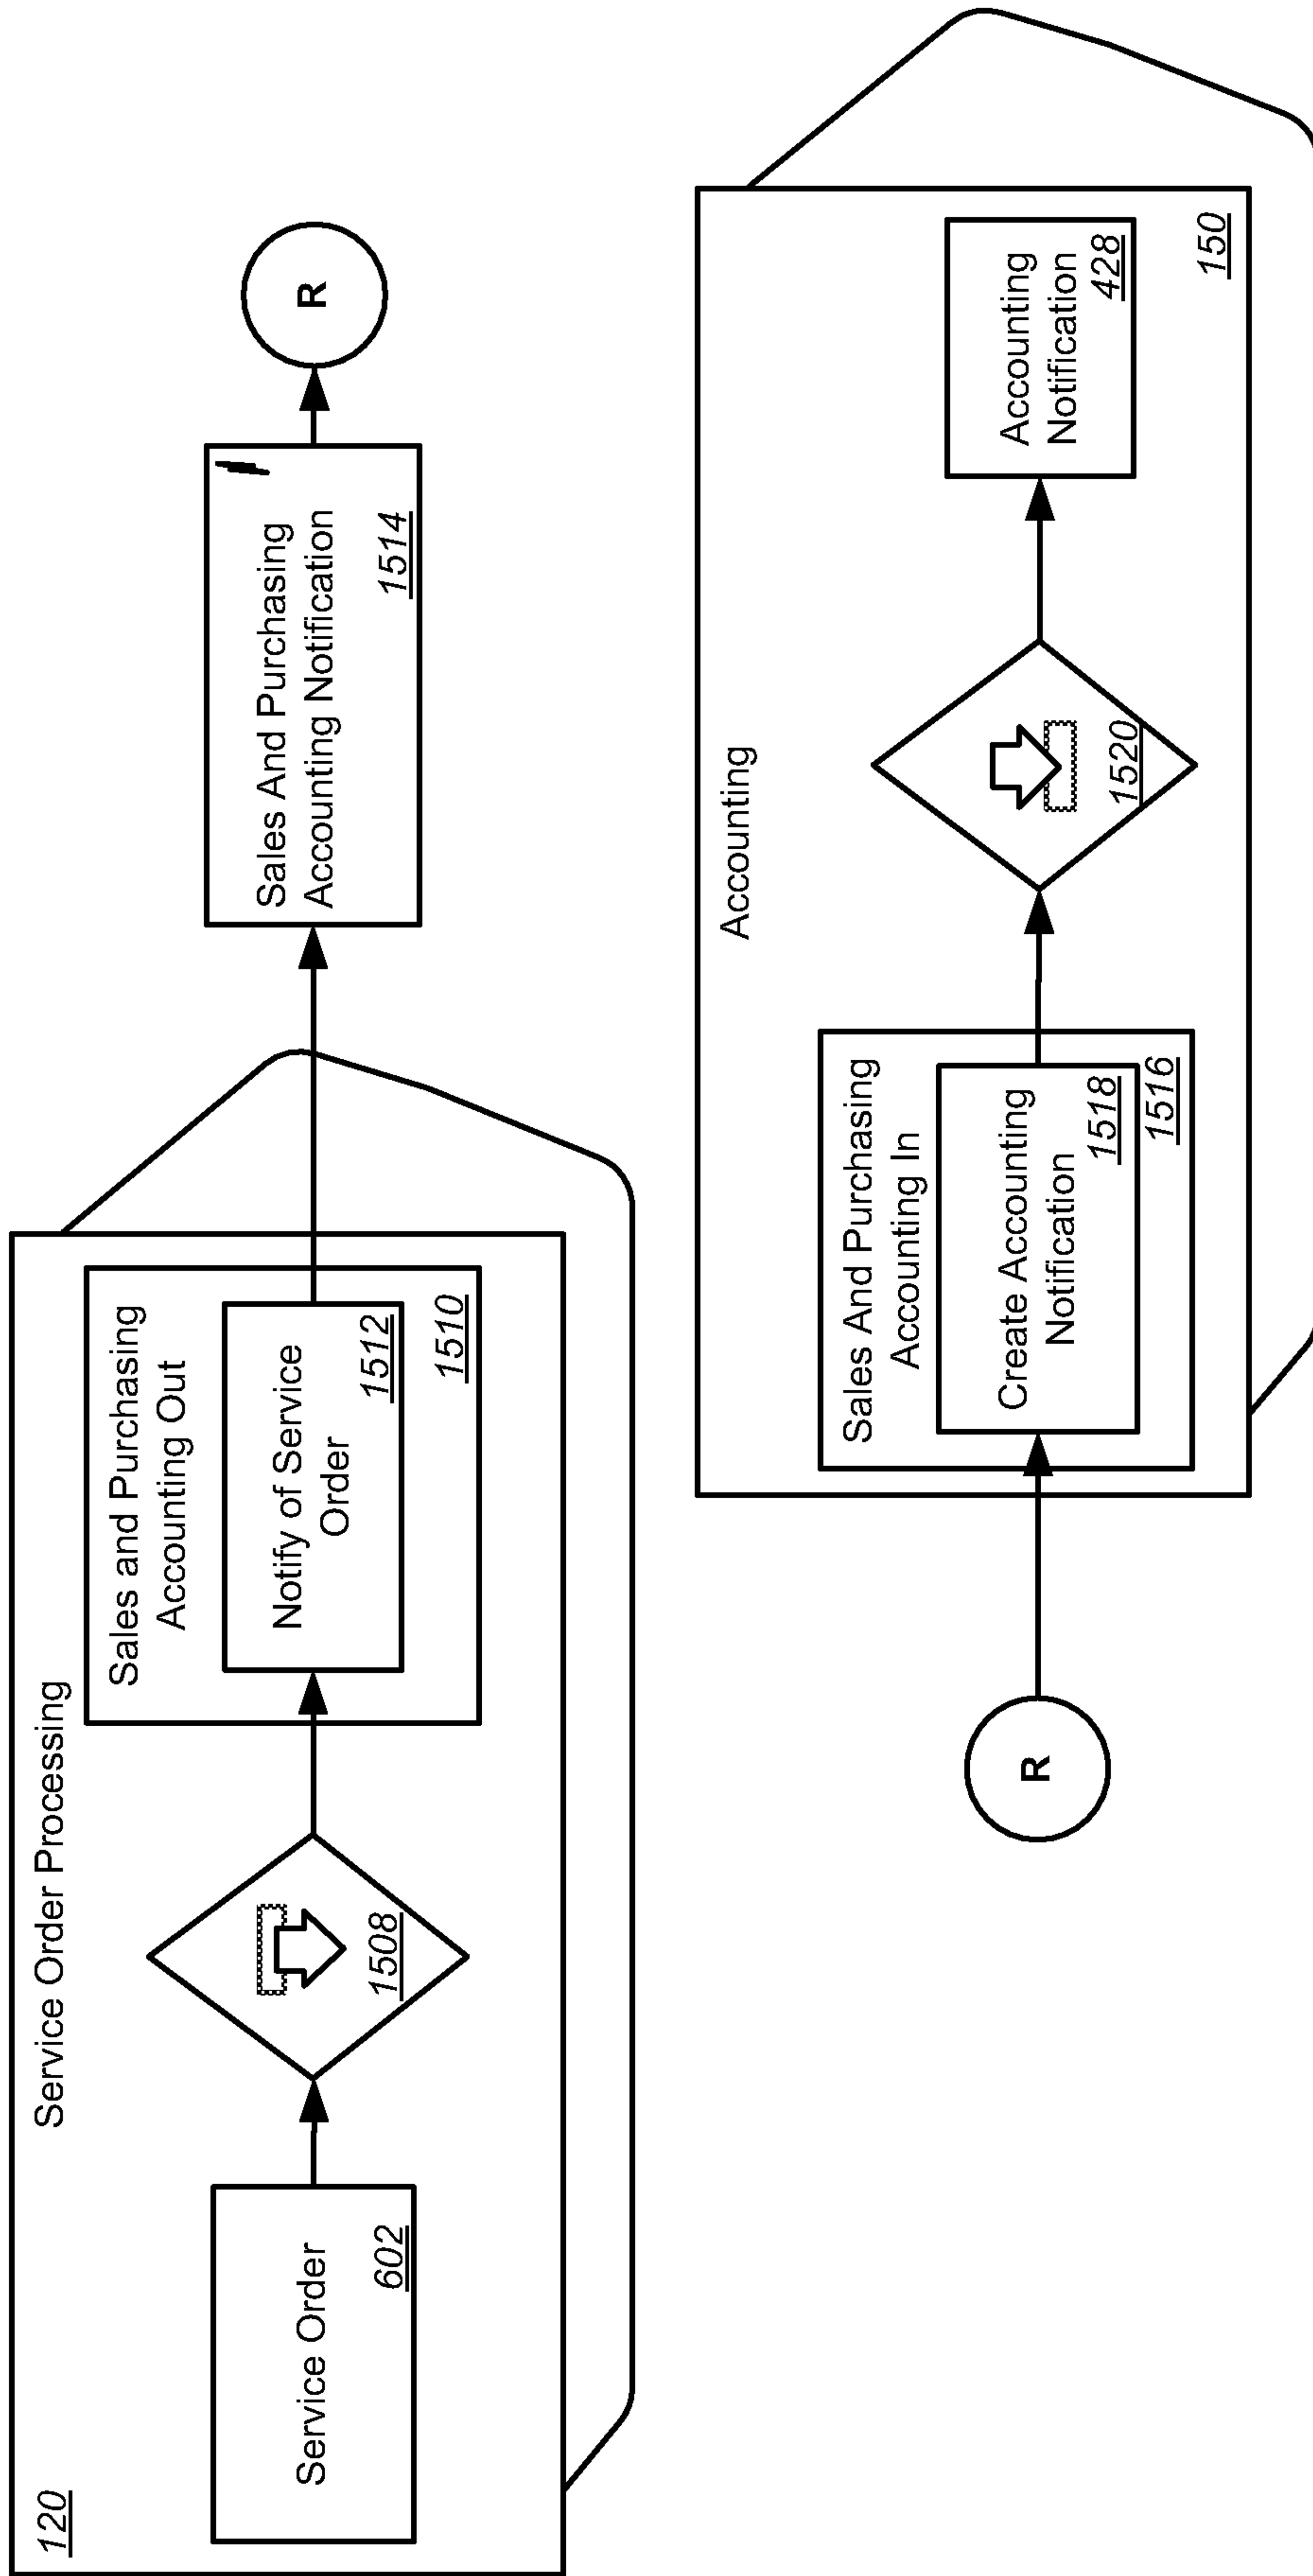 120
Service Order Processing
Service Order
602
1508
Sales and Purchasing
Accounting Out
Notify of Service
Order
1512
1510
Sales And Purchasing
Accounting Notification
1514
R
R
Accounting
Sales And Purchasing
Accounting In
Create Accounting
Notification
1518
1516
1520
Accounting
Notification
428
150